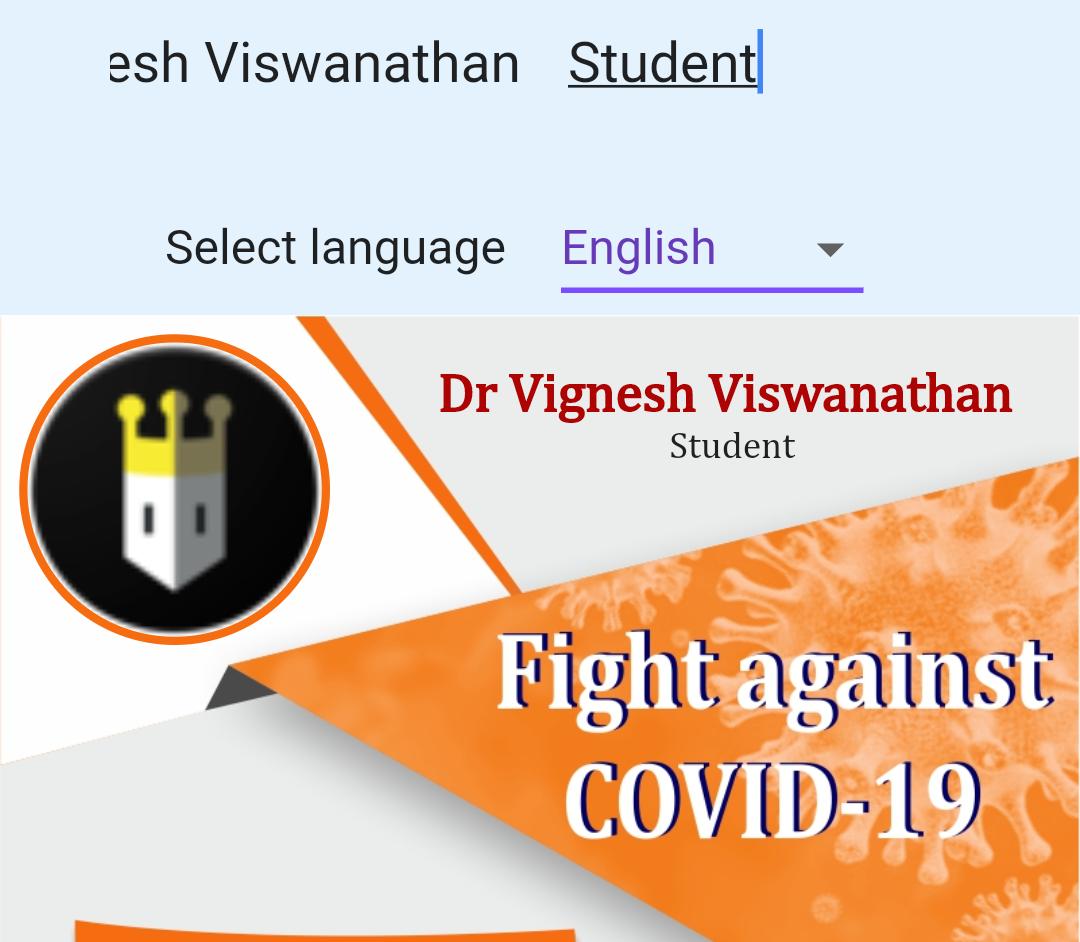 esh Viswanathan Student
Select language English
Dr Vignesh Viswanathan
Student
Fight against
COVID-19